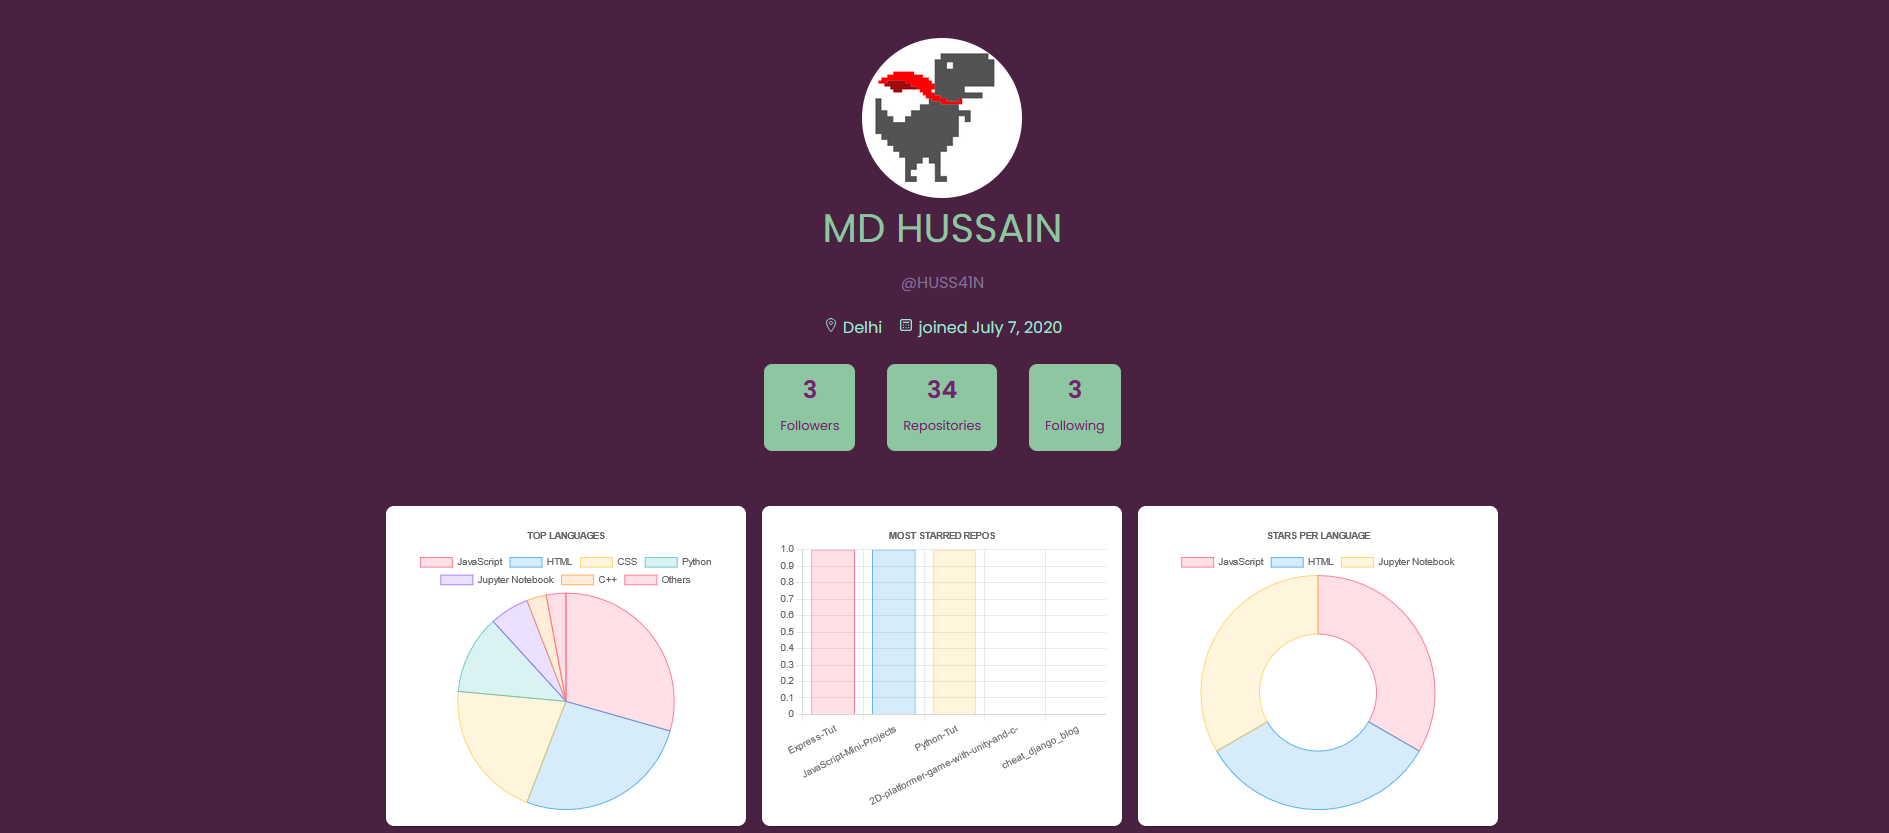 MD HUSSAIN
@HUSS41N
Delhi joined July 7, 2020
3 34 3
Followers Repositories Following
TOP LANGUAGES
JavaScript HTML CSS Python
Jupyter Notebook C++ Others
MOST STARRED REPOS
1.0
0.9
0.8
0.7
0.6
0.5
0.4
0.3
0.2
0.1
0
Express-Tut
JavaScript-Mini-Projects
Python-Tut
2D-platformer-game-with-unity-and-c-
cheat_django_blog
STARS PER LANGUAGE
JavaScript HTML Jupyter Notebook